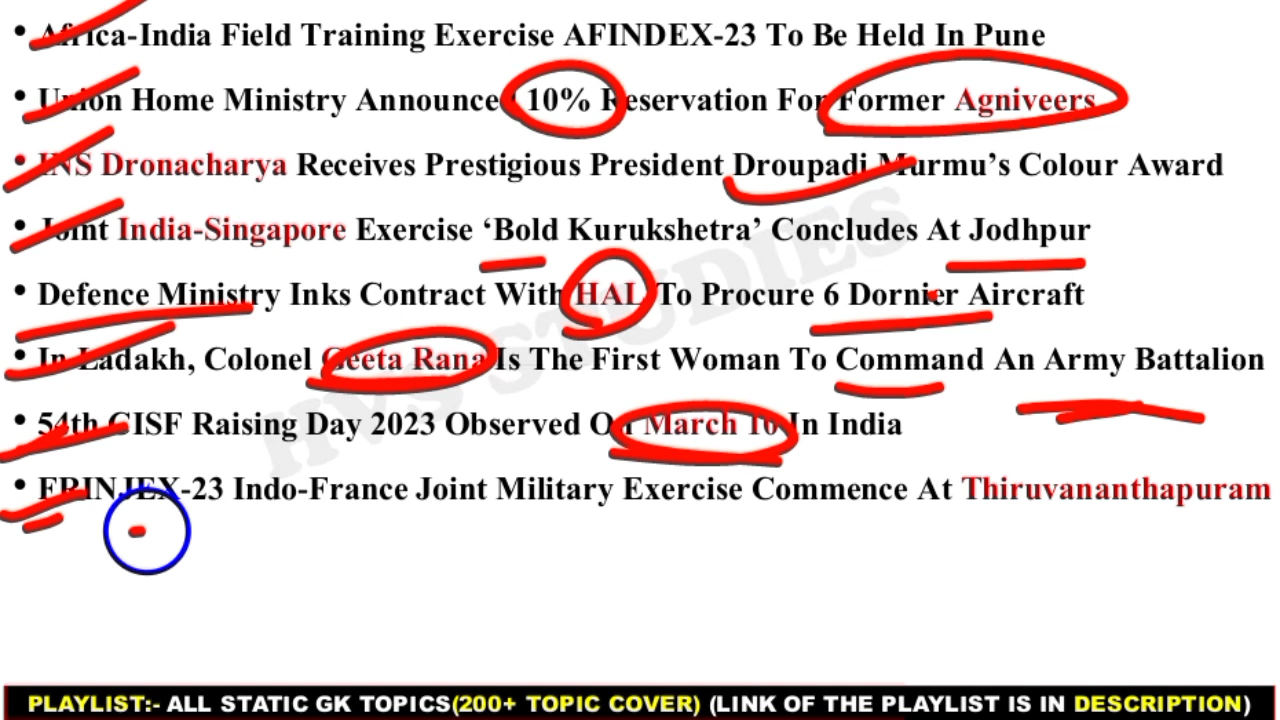 • Africa-India Field Training Exercise AFINDEX-23 To Be Held In Pune
• Union Home Ministry Announced 10% Reservation For Former Agniveers
• INS Dronacharya Receives Prestigious President Droupadi Murmu’s Colour Award
• Joint India-Singapore Exercise ‘Bold Kurukshetra’ Concludes At Jodhpur
• Defence Ministry Inks Contract With HAL To Procure 6 Dornier Aircraft
• In Ladakh, Colonel Geeta Rana Is The First Woman To Command An Army Battalion
• 54th CISF Raising Day 2023 Observed On March 10 In India
• FRINJEX-23 Indo-France Joint Military Exercise Commence At Thiruvananthapuram
HVS STUDIES
PLAYLIST:- ALL STATIC GK TOPICS(200+ TOPIC COVER) (LINK OF THE PLAYLIST IS IN DESCRIPTION)